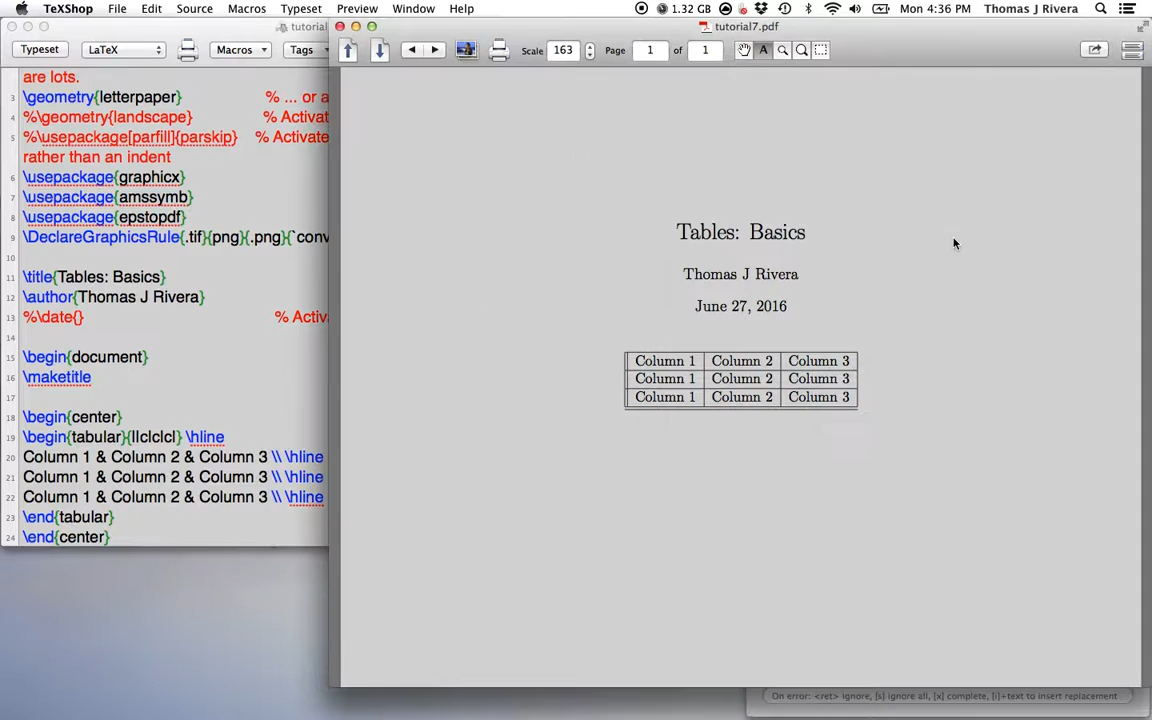 TeXShop File Edit Source Macros Typeset Preview Window Help 1.32 GB Mon 4:36 PM Thomas J Rivera
tutorial
tutorial7.pdf
Typeset LaTeX Macros Tags
Scale 163 Page 1 of 1
are lots.
3 \geometry{letterpaper} % ... or a
4 %\geometry{landscape} % Activat
5 %\usepackage[parfill]{parskip} % Activate
rather than an indent
6 \usepackage{graphicx}
7 \usepackage{amssymb}
8 \usepackage{epstopdf}
9 \DeclareGraphicsRule{.tif}{png}{.png}{`conv
10
11 \title{Tables: Basics}
12 \author{Thomas J Rivera}
13 %\date{} % Activ
14
15 \begin{document}
16 \maketitle
17
18 \begin{center}
19 \begin{tabular}{||c|c|c|} \hline
20 Column 1 & Column 2 & Column 3 \\ \hline
21 Column 1 & Column 2 & Column 3 \\ \hline
22 Column 1 & Column 2 & Column 3 \\ \hline
23 \end{tabular}
24 \end{center}
Tables: Basics
Thomas J Rivera
June 27, 2016
Column 1 Column 2 Column 3
Column 1 Column 2 Column 3
Column 1 Column 2 Column 3
On error: <ret> ignore, [s] ignore all, [x] complete, [i]+text to insert replacement